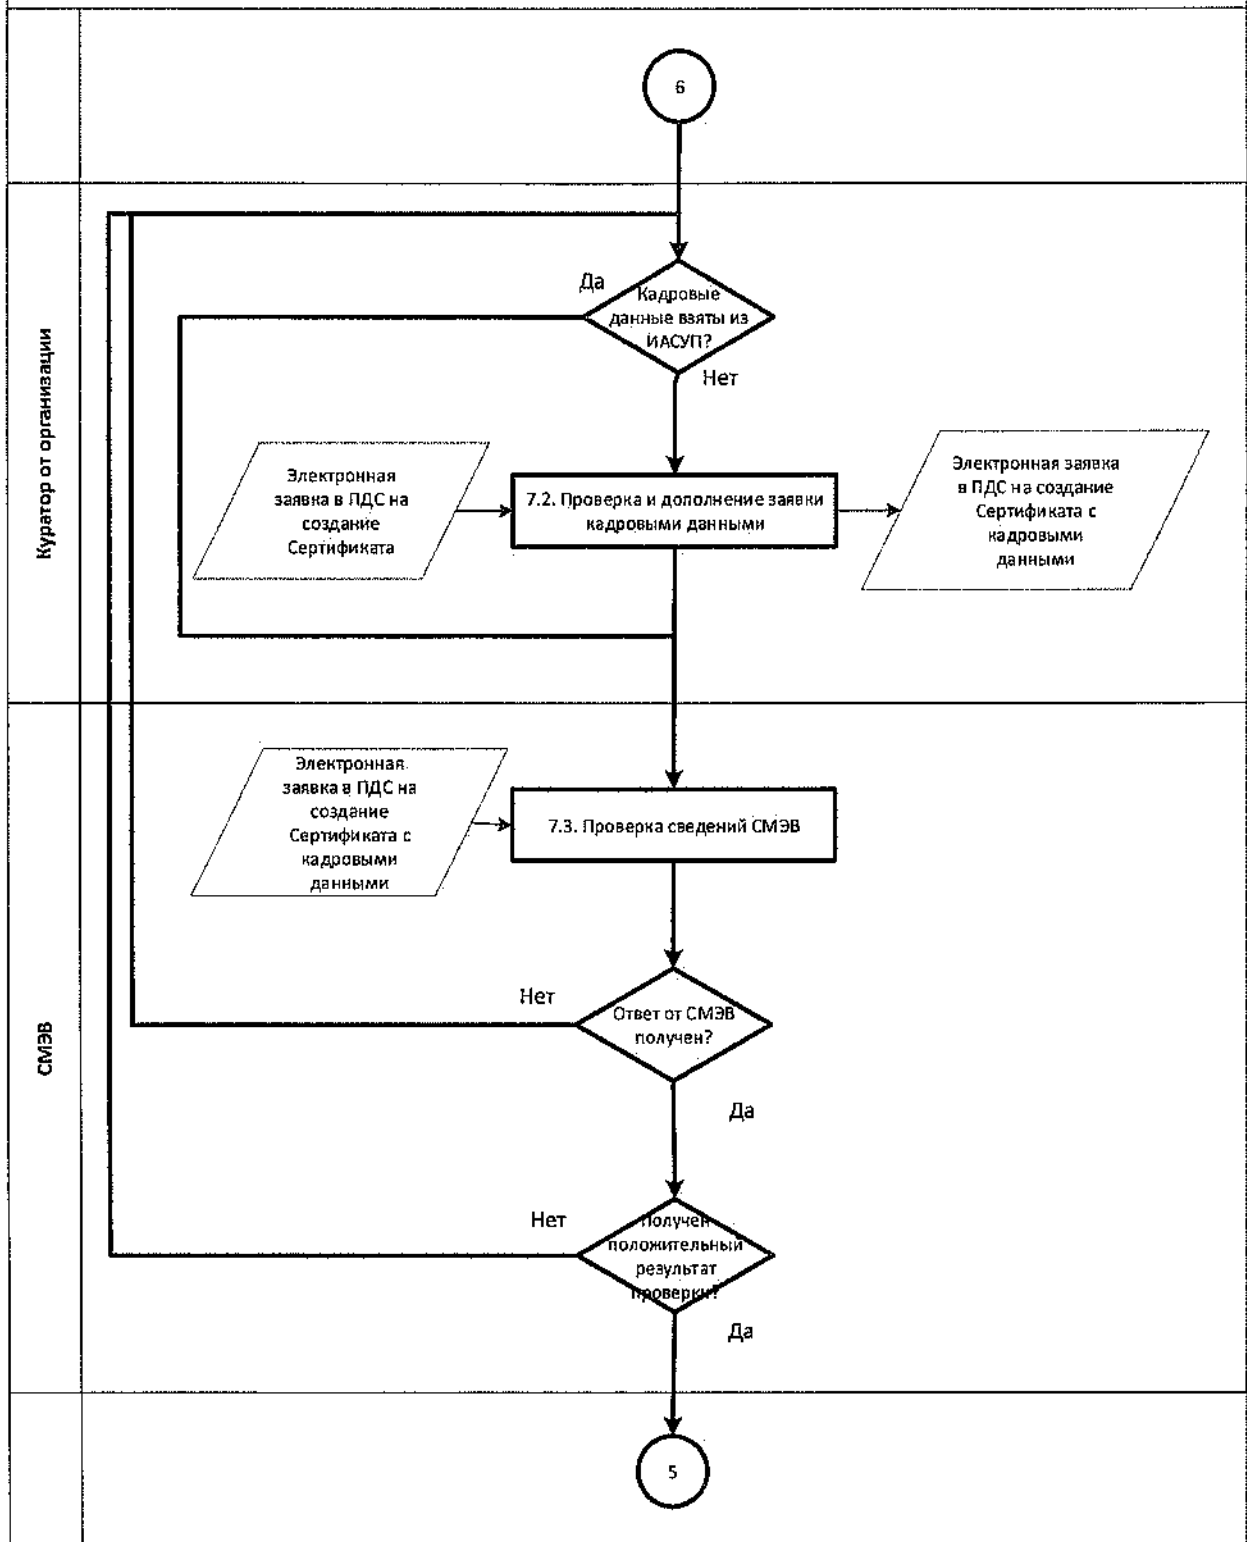 6
Да
Кадровые
данные взяты из
ИАСУП?
Нет
Куратор от организации
Электронная
заявка в ПДС на
создание
Сертификата
7.2. Проверка и дополнение заявки
кадровыми данными
Электронная заявка
в ПДС на создание
Сертификата с
кадровыми
данными
Электронная
заявка в ПДС на
создание
Сертификата с
кадровыми
данными
7.3. Проверка сведений СМЭВ
СМЭВ
Нет
Ответ от СМЭВ
получен?
Да
Нет
Получен
положительный
результат
проверки?
Да
5